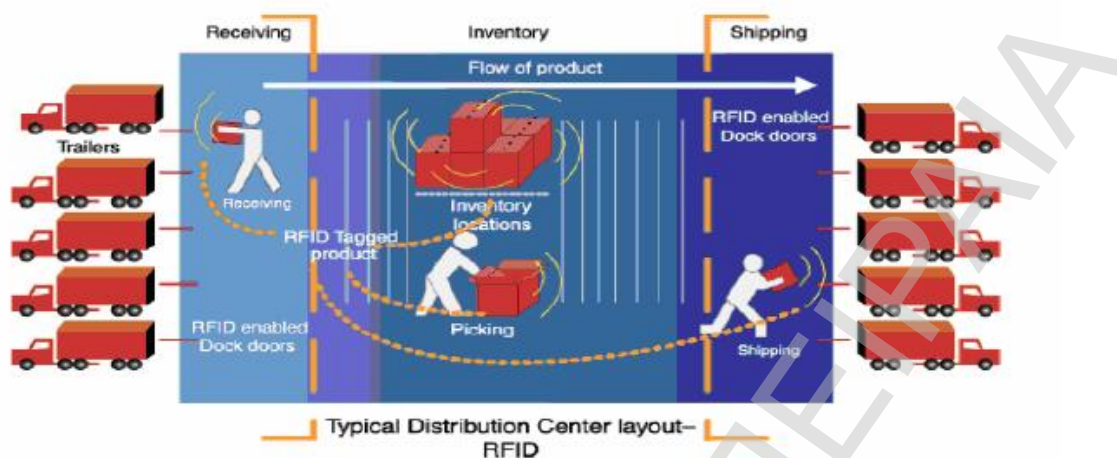 Receiving
Inventory
Shipping
Flow of product
Trailers
Receiving
Inventory
locations
RFID enabled
Dock doors
RFID Tagged
product
Picking
RFID enabled
Dock doors
Shipping
Typical Distribution Center layout–
RFID